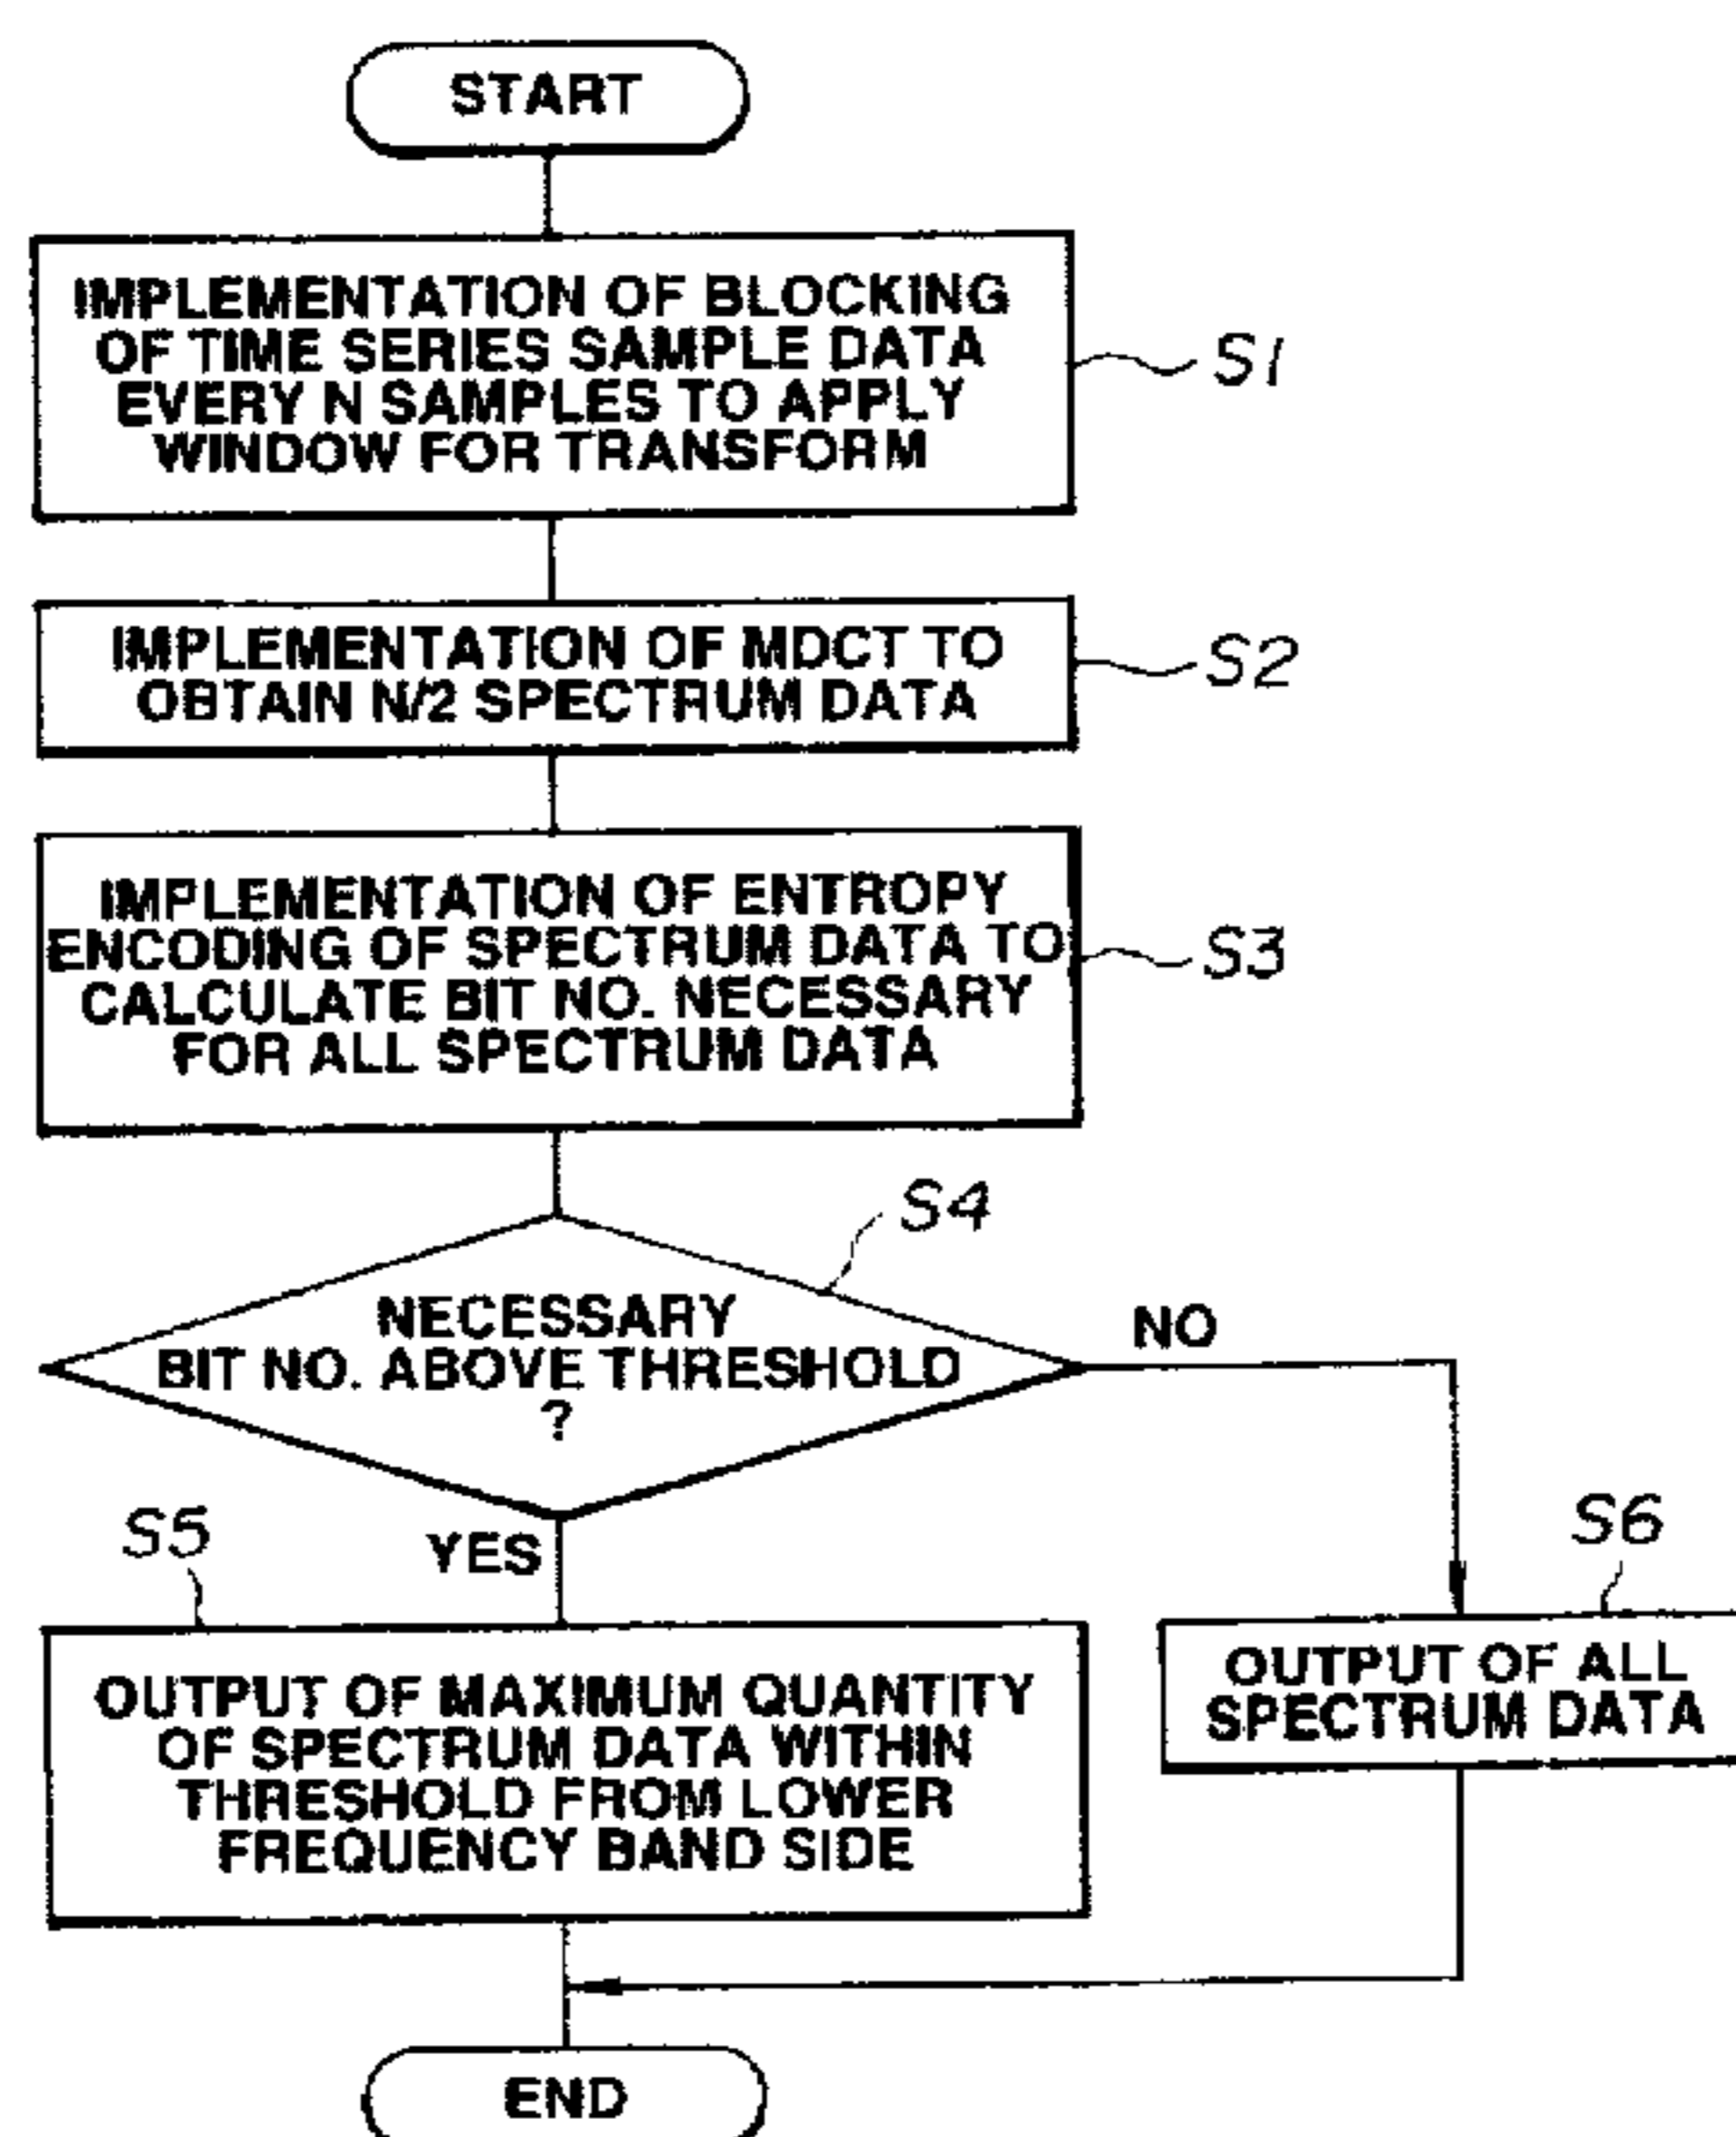 START
IMPLEMENTATION OF BLOCKING
OF TIME SERIES SAMPLE DATA
EVERY N SAMPLES TO APPLY
WINDOW FOR TRANSFORM
S1
IMPLEMENTATION OF MDCT TO
OBTAIN N/2 SPECTRUM DATA
S2
IMPLEMENTATION OF ENTROPY
ENCODING OF SPECTRUM DATA TO
CALCULATE BIT NO. NECESSARY
FOR ALL SPECTRUM DATA
S3
S4
NECESSARY
BIT NO. ABOVE THRESHOLD
?
NO
YES
S5
OUTPUT OF MAXIMUM QUANTITY
OF SPECTRUM DATA WITHIN
THRESHOLD FROM LOWER
FREQUENCY BAND SIDE
S6
OUTPUT OF ALL
SPECTRUM DATA
END